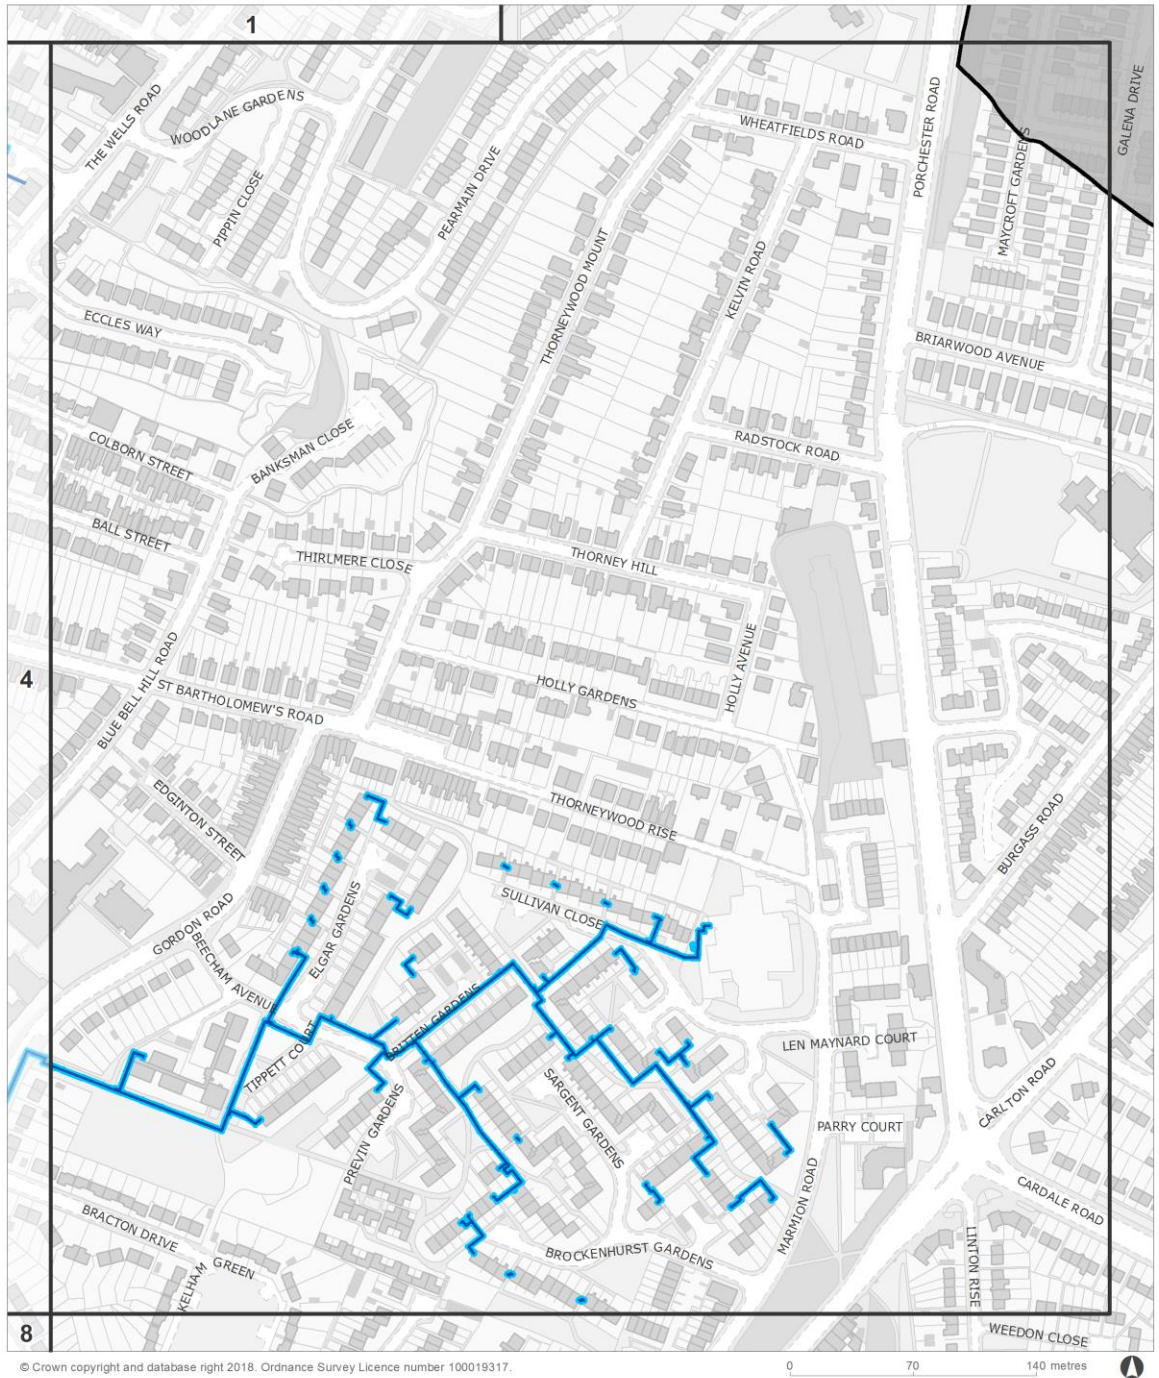 1
WOODLANE GARDENS
THE WELLS ROAD
WHEATFIELDS ROAD
PORCHESTER ROAD
GALENA DRIVE
MAYCROFT GARDENS
PIPPIN CLOSE
PEARMAIN DRIVE
THORNEYWOOD MOUNT
KELVIN ROAD
ECCLES WAY
BRIARWOOD AVENUE
COLBORN STREET
BANKSMAN CLOSE
RADSTOCK ROAD
BALL STREET
THIRLMERE CLOSE
THORNEY HILL
HOLLY AVENUE
4
BLUE BELL HILL ROAD
ST BARTHOLOMEW'S ROAD
HOLLY GARDENS
EDGINTON STREET
THORNEYWOOD RISE
BURGASS ROAD
GORDON ROAD
ELGAR GARDENS
SULLIVAN CLOSE
BEECHAM AVENUE
BRITTEN GARDENS
TIPPETT COURT
LEN MAYNARD COURT
CARLTON ROAD
PREVIN GARDENS
SARGENT GARDENS
PARRY COURT
MARMION ROAD
CARDALE ROAD
BRACTON DRIVE
KELHAM GREEN
BROCKENHURST GARDENS
LINTON RISE
8
WEEDON CLOSE
© Crown copyright and database right 2018. Ordnance Survey Licence number 100019317.
0 70 140 metres